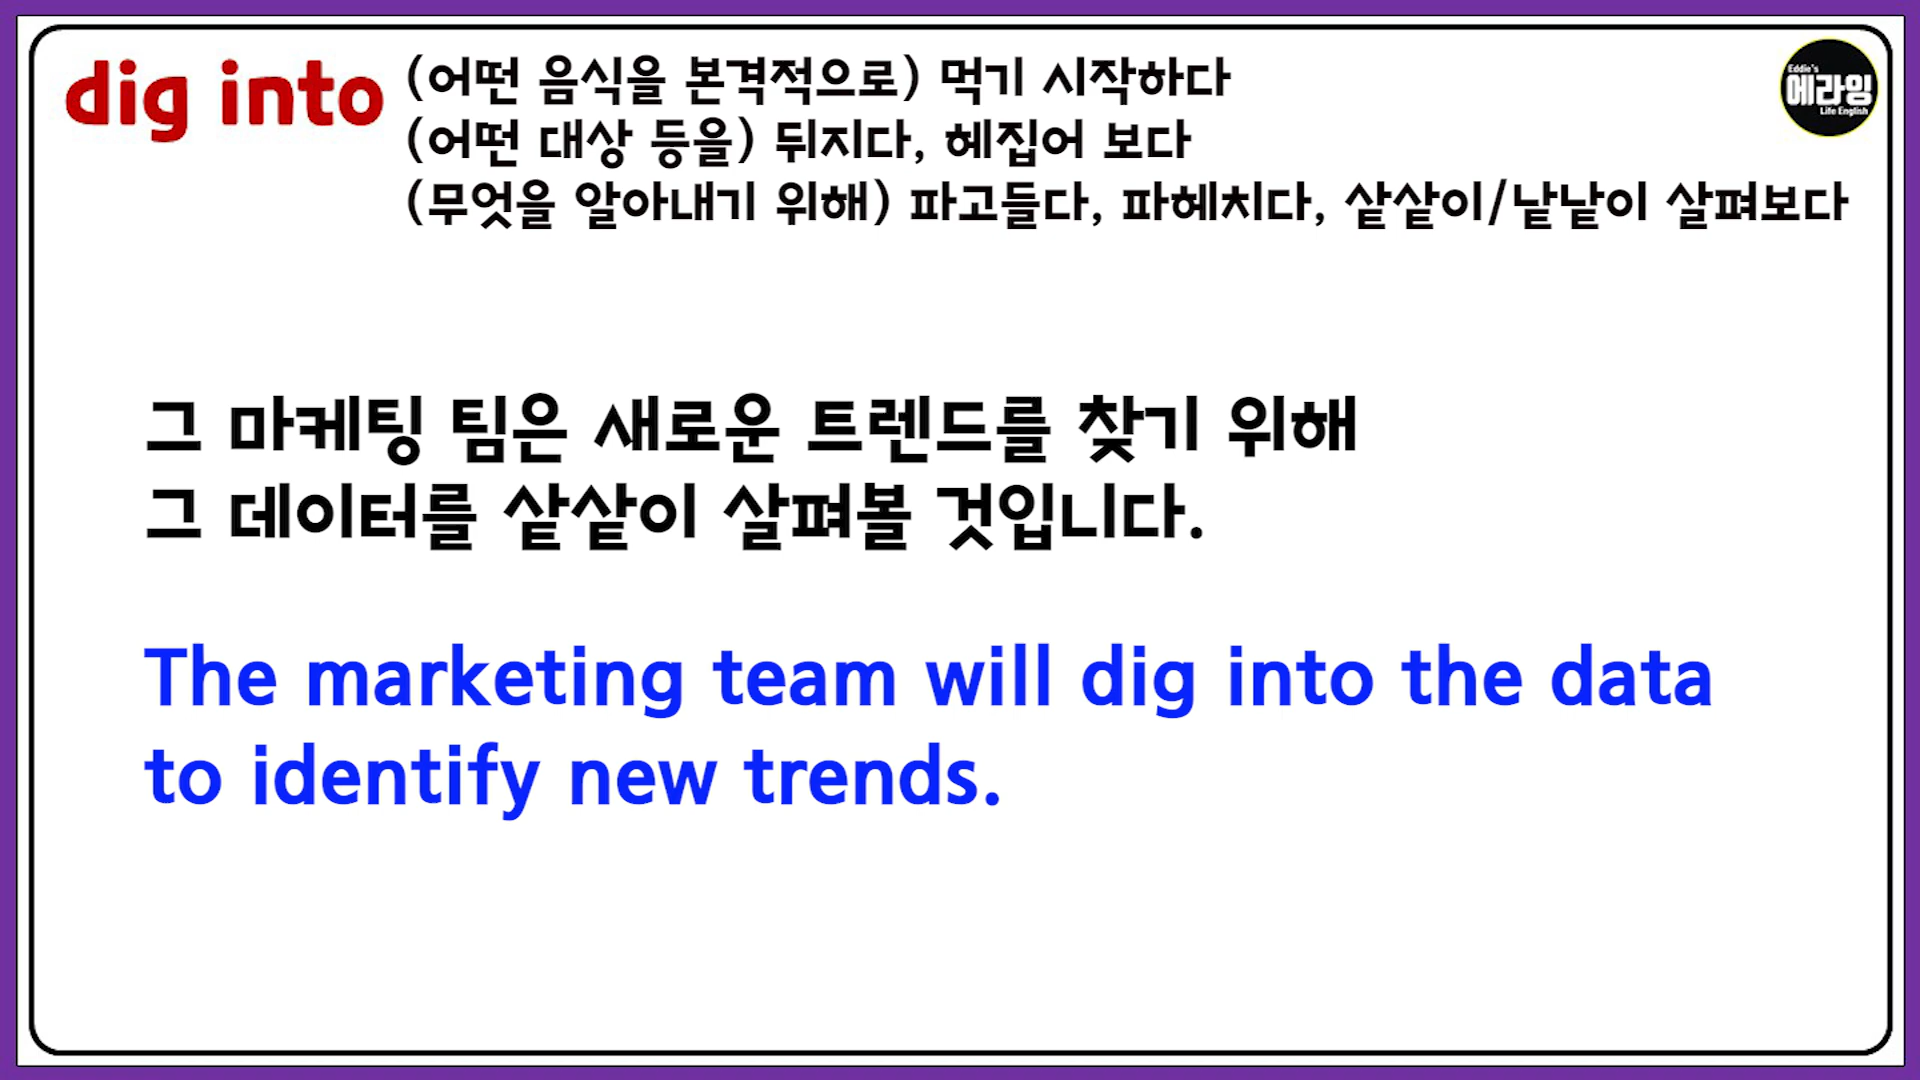 dig into (어떤 음식을 본격적으로) 먹기 시작하다
(어떤 대상 등을) 뒤지다, 헤집어 보다
(무엇을 알아내기 위해) 파고들다, 파헤치다, 샅샅이/낱낱이 살펴보다
Eddie's
에라잉
Life English
그 마케팅 팀은 새로운 트렌드를 찾기 위해
그 데이터를 샅샅이 살펴볼 것입니다.
The marketing team will dig into the data
to identify new trends.